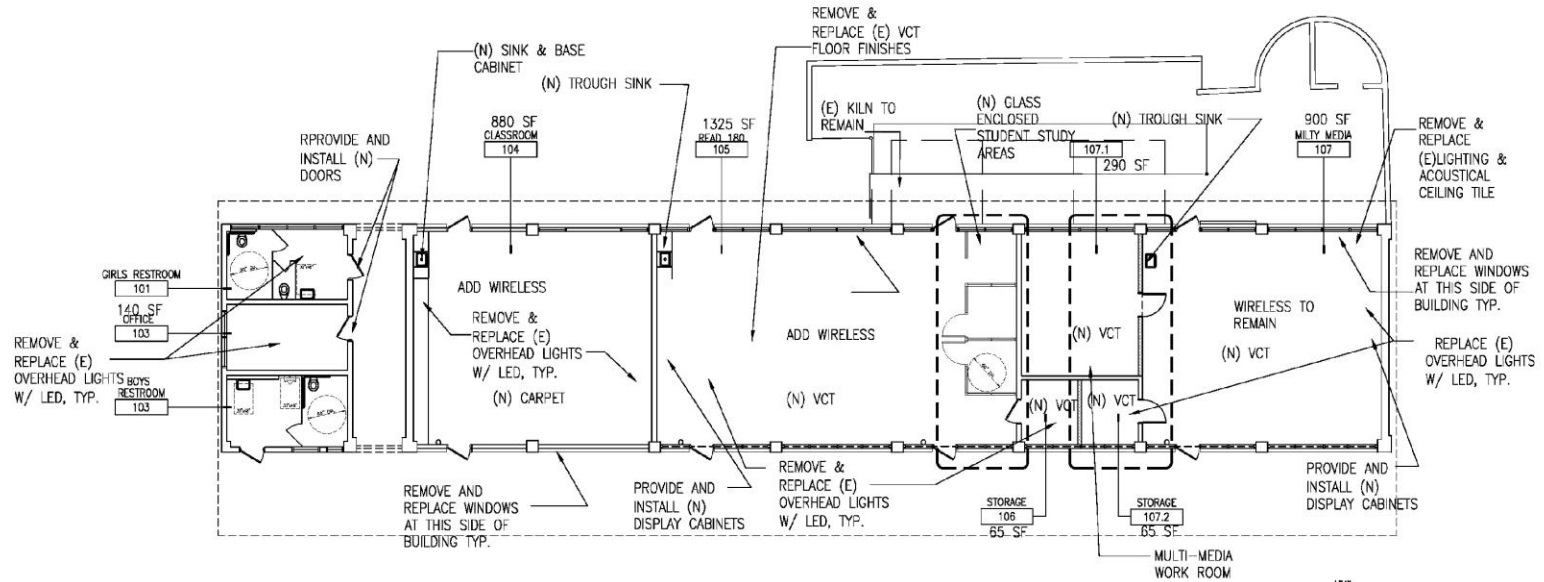 REMOVE &
REPLACE (E) VCT
FLOOR FINISHES
(N) SINK & BASE
CABINET
(N) TROUGH SINK
(E) KILN TO
REMAIN
(N) GLASS
ENCLOSED
STUDENT STUDY
AREAS
(N) TROUGH SINK
880 SF
CLASSROOM
104
1325 SF
READ 180
105
107.1
290 SF
900 SF
MILTY MEDIA
107
REMOVE &
REPLACE
(E)LIGHTING &
ACOUSTICAL
CEILING TILE
RPROVIDE AND
INSTALL (N)
DOORS
GIRLS RESTROOM
101
140 SF
OFFICE
103
REMOVE &
REPLACE (E)
OVERHEAD LIGHTS
W/ LED, TYP.
BOYS
RESTROOM
103
ADD WIRELESS
REMOVE &
REPLACE (E)
OVERHEAD LIGHTS
W/ LED, TYP.
(N) CARPET
ADD WIRELESS
(N) VCT
(N) VCT
(N) VCT
(N) VCT
WIRELESS TO
REMAIN
(N) VCT
REMOVE AND
REPLACE WINDOWS
AT THIS SIDE OF
BUILDING TYP.
REPLACE (E)
OVERHEAD LIGHTS
W/ LED, TYP.
REMOVE AND
REPLACE WINDOWS
AT THIS SIDE OF
BUILDING TYP.
PROVIDE AND
INSTALL (N)
DISPLAY CABINETS
REMOVE &
REPLACE (E)
OVERHEAD LIGHTS
W/ LED, TYP.
STORAGE
106
65 SF
STORAGE
107.2
65 SF
MULTI-MEDIA
WORK ROOM
PROVIDE AND
INSTALL (N)
DISPLAY CABINETS